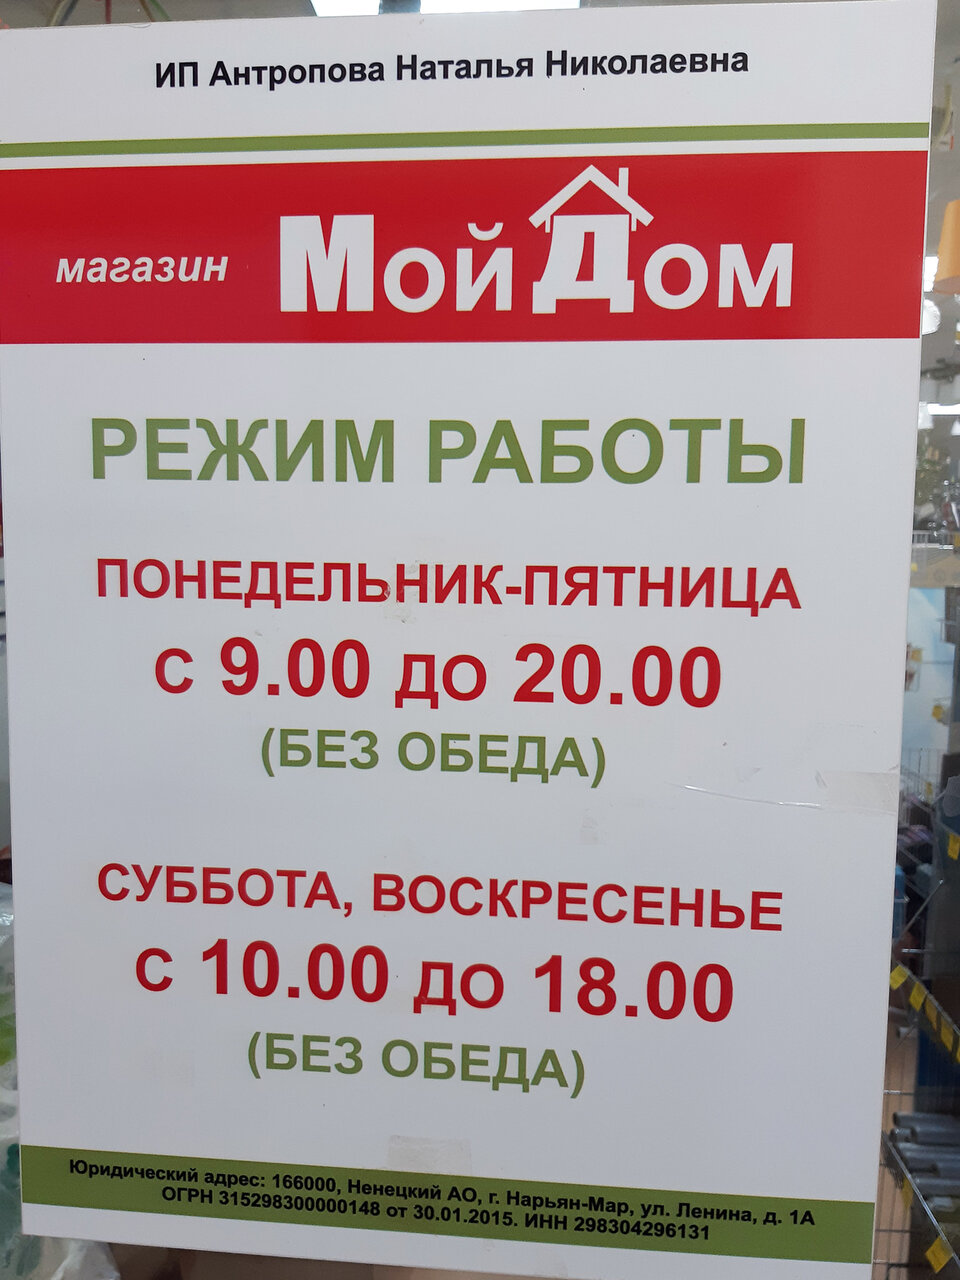 ИП Антропова Наталья Николаевна
магазин МойДом
РЕЖИМ РАБОТЫ
ПОНЕДЕЛЬНИК-ПЯТНИЦА
С 9.00 ДО 20.00
(БЕЗ ОБЕДА)
СУББОТА, ВОСКРЕСЕНЬЕ
С 10.00 ДО 18.00
(БЕЗ ОБЕДА)
Юридический адрес: 166000, Ненецкий АО, г. Нарьян-Мар, ул. Ленина, д. 1А
ОГРН 315298300000148 от 30.01.2015. ИНН 298304296131